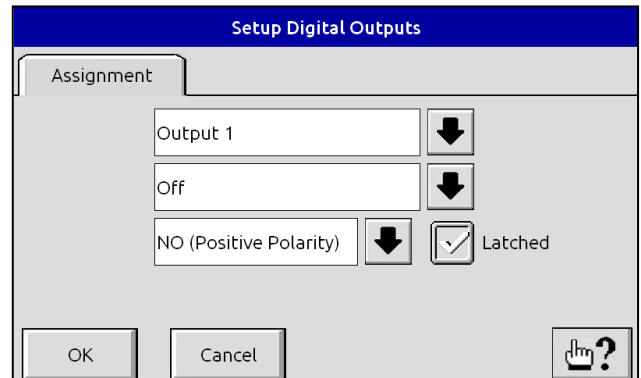 Setup Digital Outputs
Assignment
Output 1
Off
NO (Positive Polarity)
Latched
OK
Cancel
?